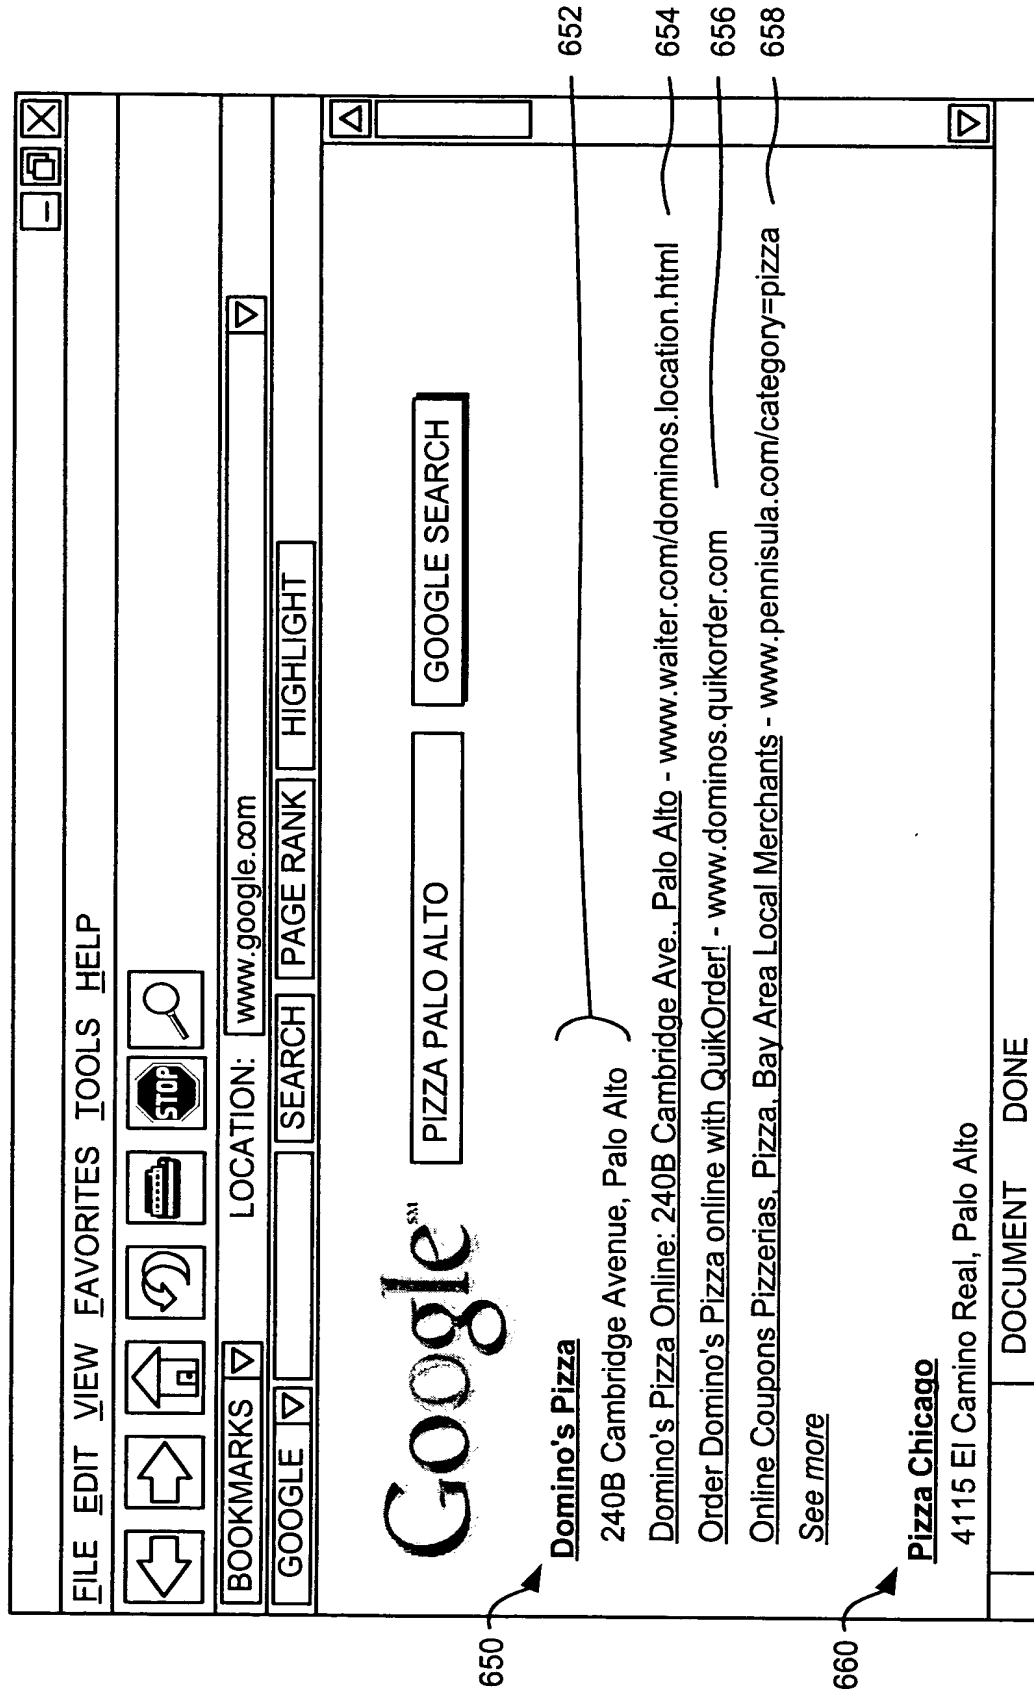 FILE EDIT VIEW FAVORITES TOOLS HELP
STOP
BOOKMARKS LOCATION: www.google.com
GOOGLE SEARCH PAGE RANK HIGHLIGHT
Google SM PIZZA PALO ALTO GOOGLE SEARCH
650
Domino's Pizza
240B Cambridge Avenue, Palo Alto 652
Domino's Pizza Online: 240B Cambridge Ave., Palo Alto - www.waiter.com/dominos.location.html 654
Order Domino's Pizza online with QuikOrder! - www.dominos.quikorder.com 656
Online Coupons Pizzerias, Pizza, Bay Area Local Merchants - www.pennisula.com/category=pizza 658
See more
660
Pizza Chicago
4115 El Camino Real, Palo Alto
DOCUMENT DONE